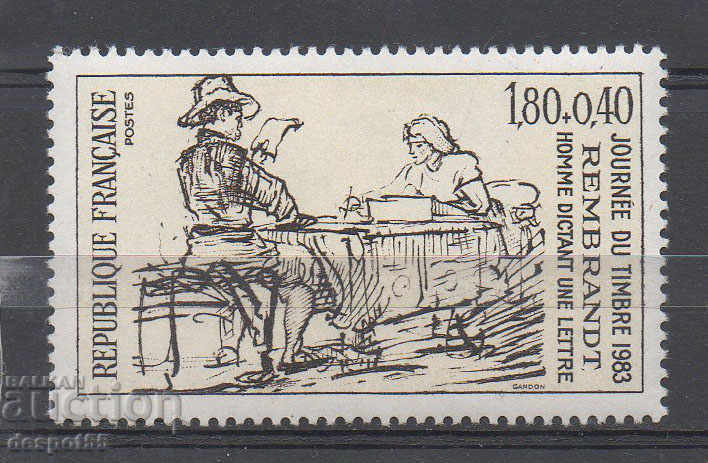 REPUBLIQUE FRANÇAISE
POSTES
1,80+0,40
JOURNÉE DU TIMBRE 1983
REMBRANDT
HOMME DICTANT UNE LETTRE
GANDON
BALKAN
auction
despot55